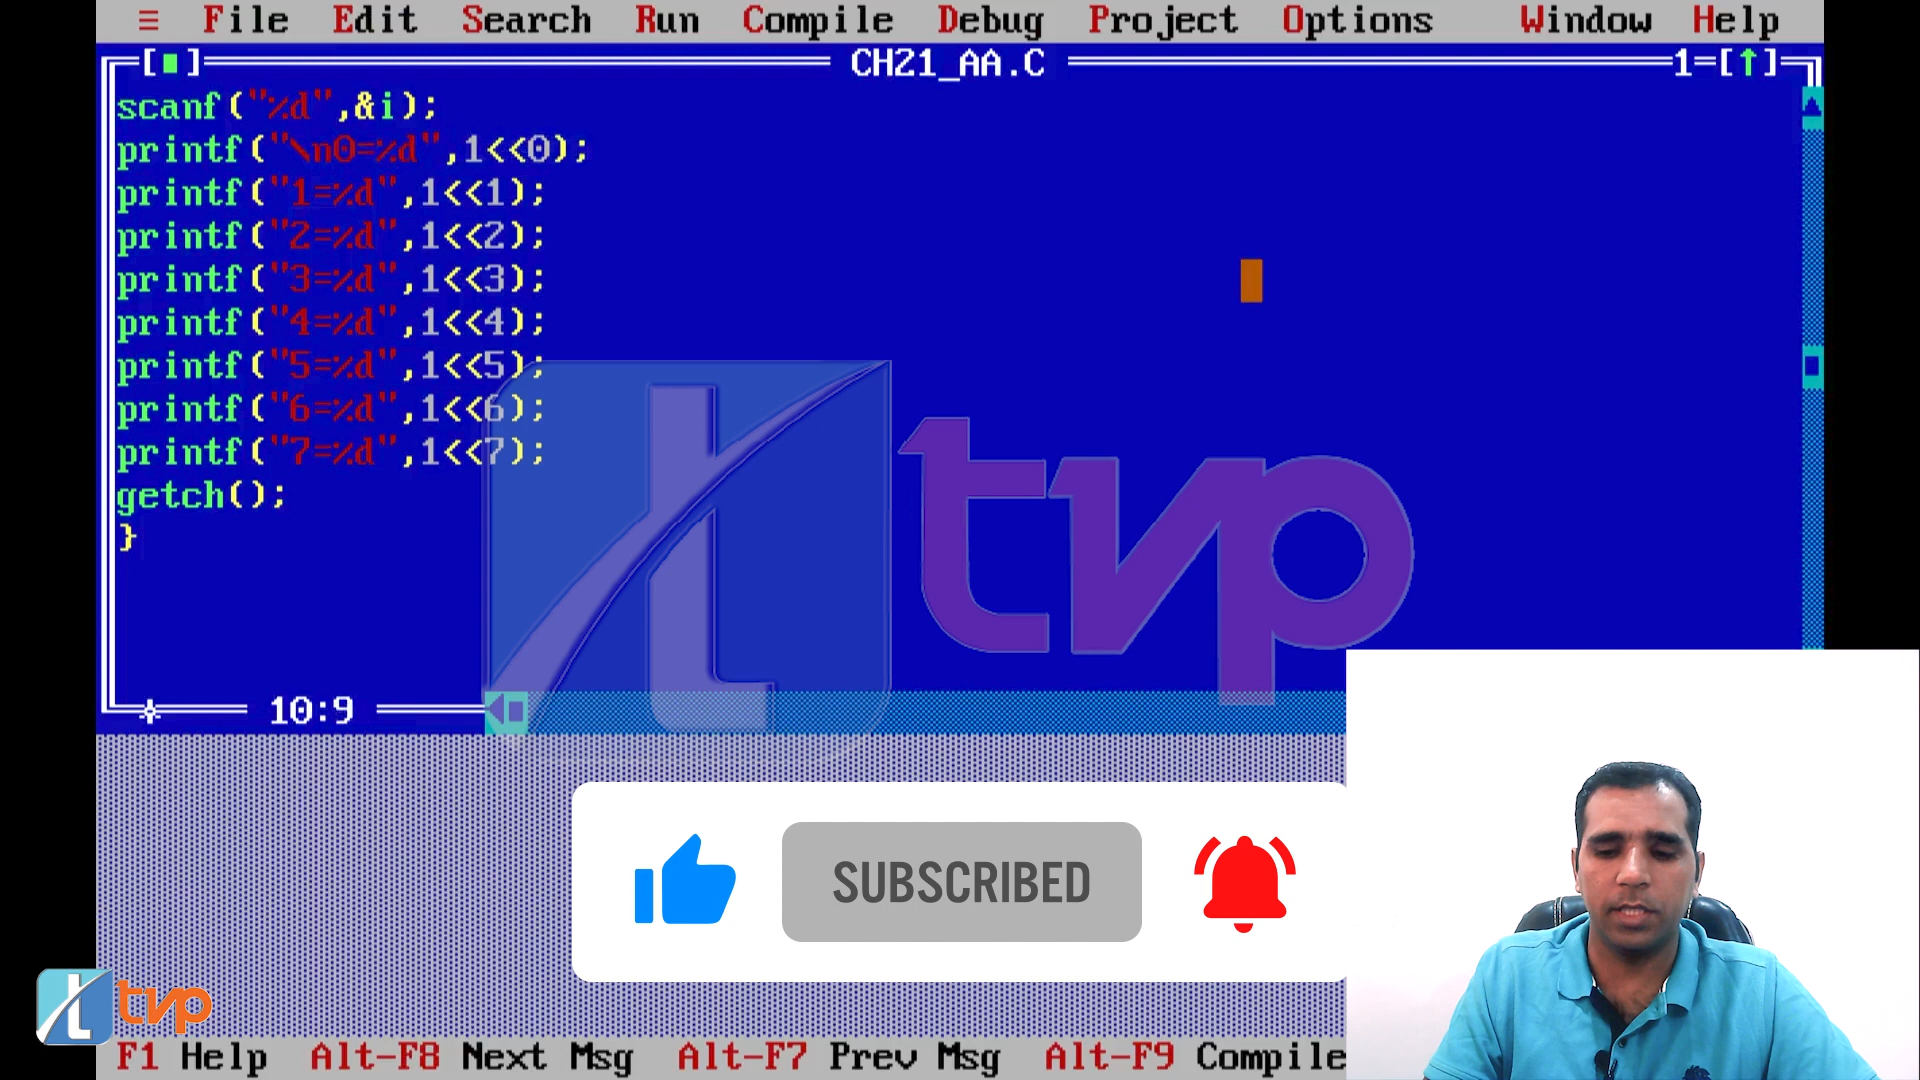 ≡ File Edit Search Run Compile Debug Project Options Window Help
[■] CH21_AA.C 1=[↑]
scanf("%d",&i);
printf("\n0=%d",1<<0);
printf("1=%d",1<<1);
printf("2=%d",1<<2);
printf("3=%d",1<<3);
printf("4=%d",1<<4);
printf("5=%d",1<<5);
printf("6=%d",1<<6);
printf("7=%d",1<<7);
getch();
}
tvp
10:9
SUBSCRIBED
tvp
F1 Help Alt-F8 Next Msg Alt-F7 Prev Msg Alt-F9 Compile